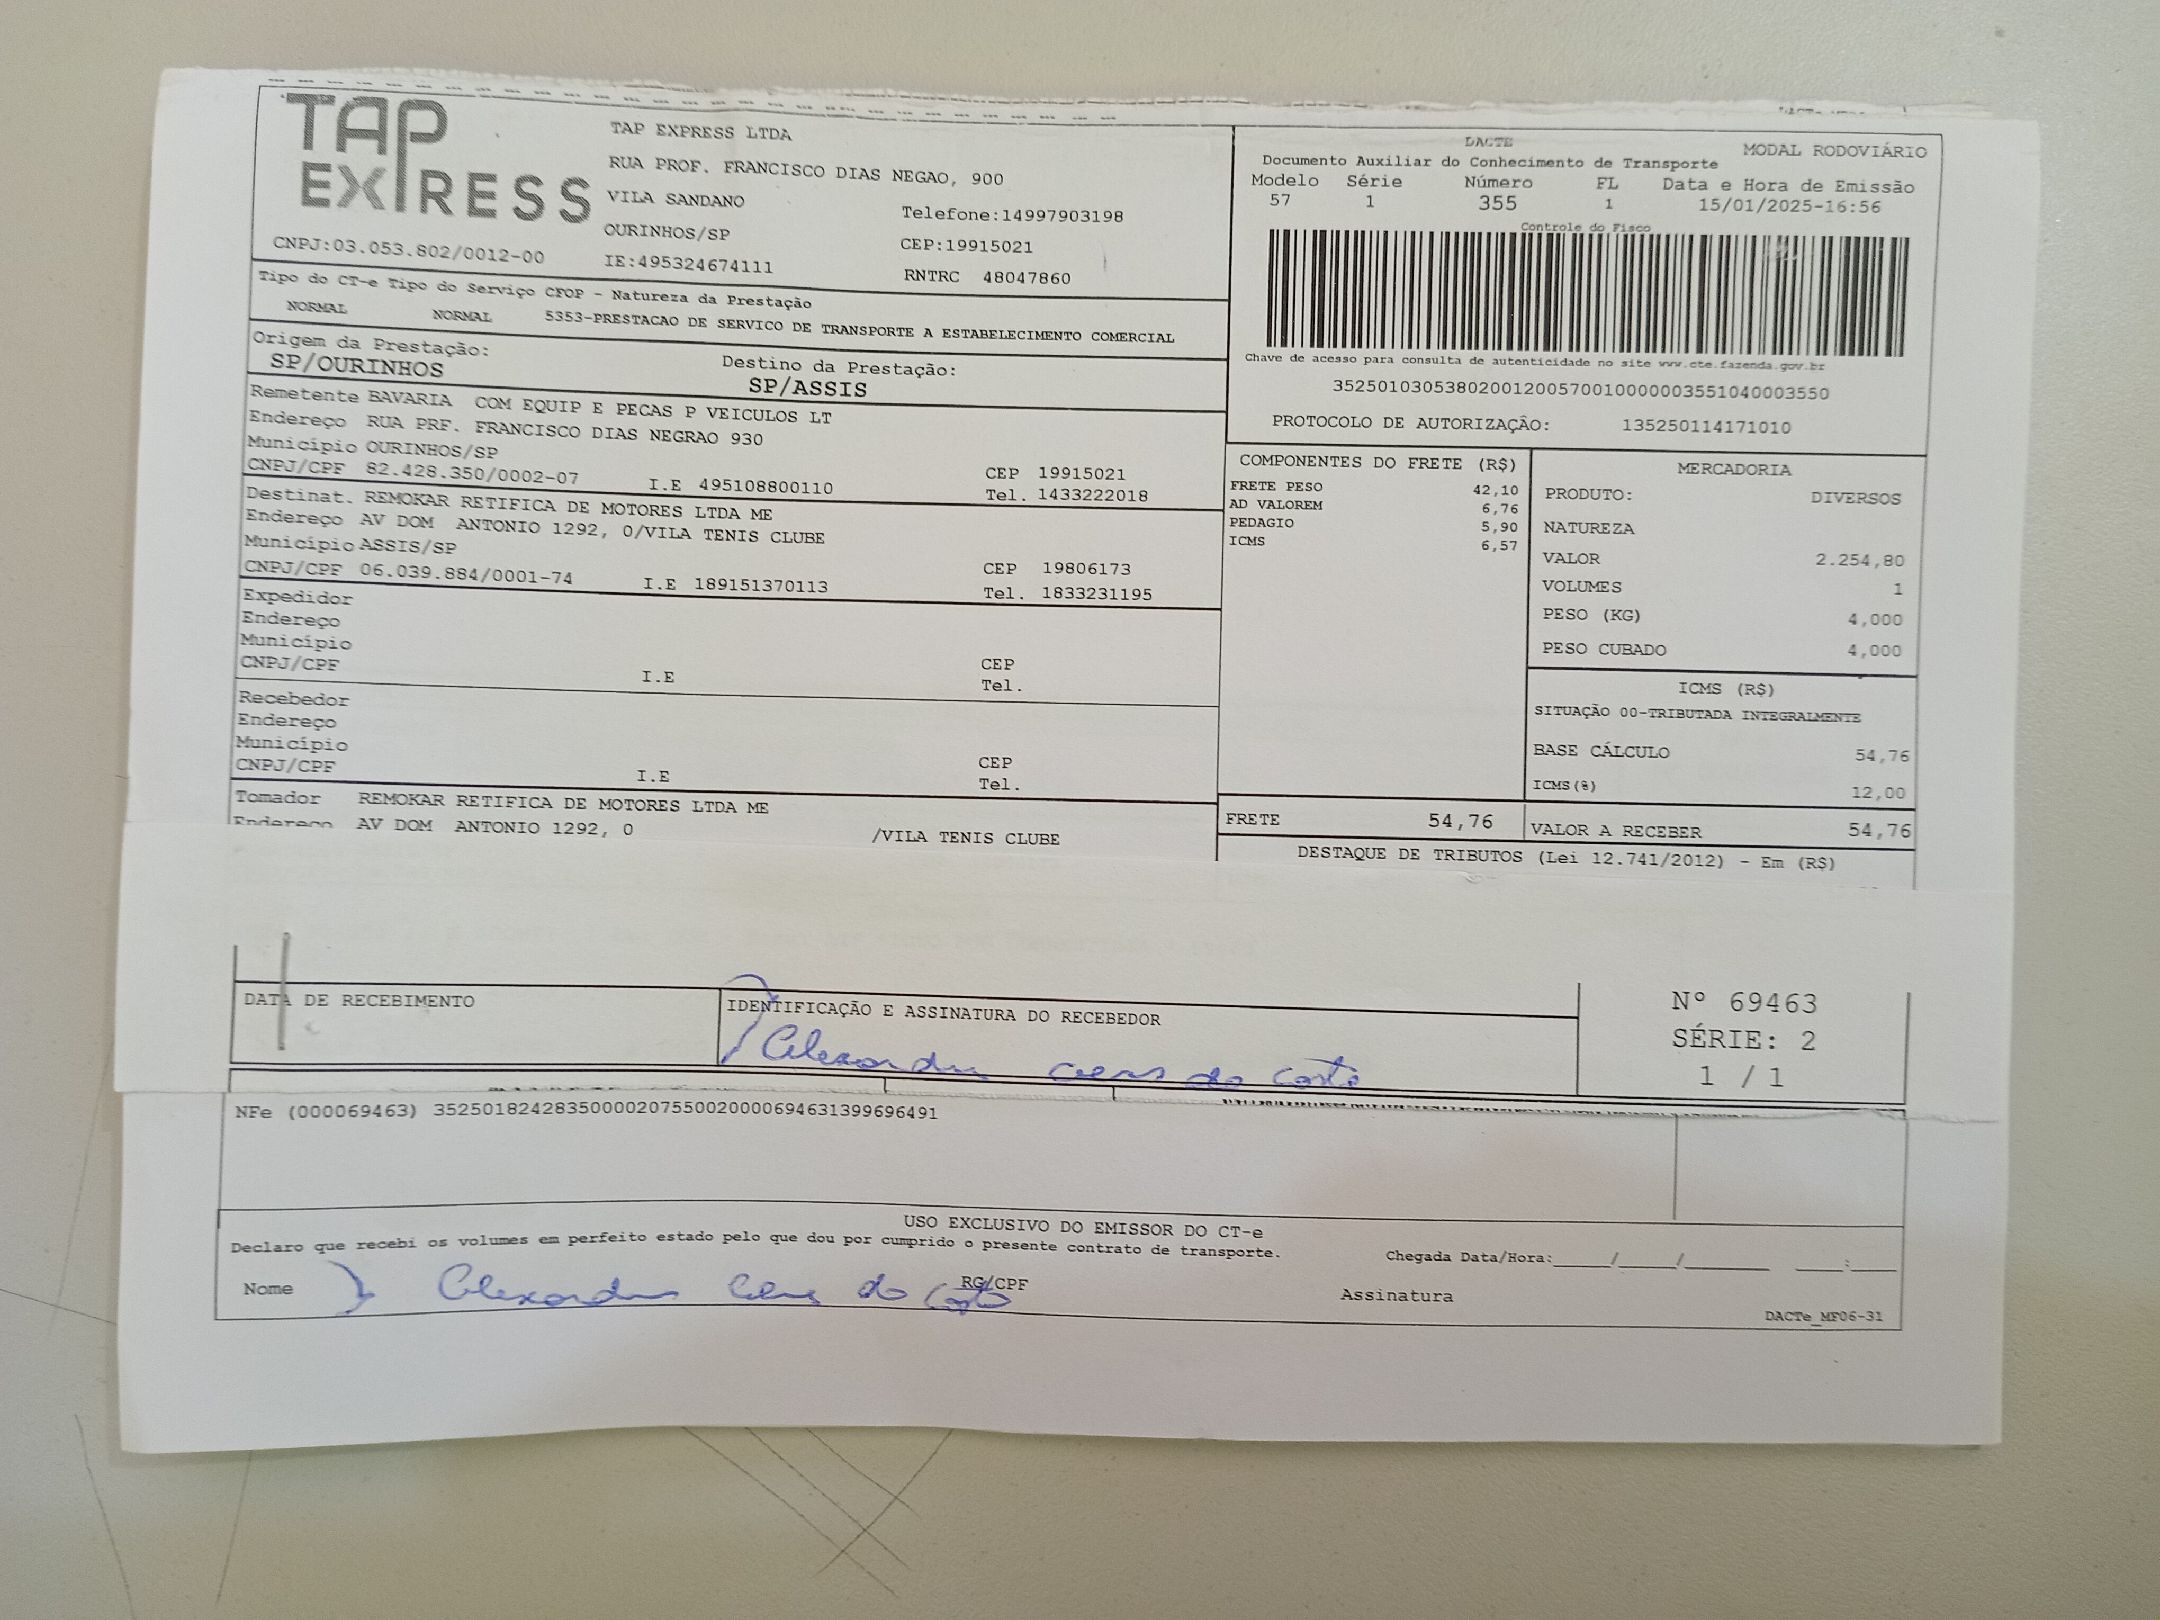 TAP EXPRESS
TAP EXPRESS LTDA
RUA PROF. FRANCISCO DIAS NEGAO, 900
VILA SANDANO
Telefone:14997903198
OURINHOS/SP
CEP:19915021
CNPJ:03.053.802/0012-00
IE:495324674111
RNTRC 48047860
Tipo do CT-e Tipo do Serviço CFOP - Natureza da Prestação
NORMAL NORMAL 5353-PRESTACAO DE SERVICO DE TRANSPORTE A ESTABELECIMENTO COMERCIAL
Origem da Prestação: Destino da Prestação:
SP/OURINHOS SP/ASSIS
Remetente BAVARIA COM EQUIP E PECAS P VEICULOS LT
Endereço RUA PRF. FRANCISCO DIAS NEGRAO 930
Município OURINHOS/SP CEP 19915021
CNPJ/CPF 82.428.350/0002-07 I.E 495108800110 Tel. 1433222018
Destinat. REMOKAR RETIFICA DE MOTORES LTDA ME
Endereço AV DOM ANTONIO 1292, 0/VILA TENIS CLUBE
Município ASSIS/SP CEP 19806173
CNPJ/CPF 06.039.884/0001-74 I.E 189151370113 Tel. 1833231195
Expedidor
Endereço
Município CEP
CNPJ/CPF I.E Tel.
Recebedor
Endereço
Município CEP
CNPJ/CPF I.E Tel.
Tomador REMOKAR RETIFICA DE MOTORES LTDA ME
Endereço AV DOM ANTONIO 1292, 0 /VILA TENIS CLUBE
DACTE MODAL RODOVIÁRIO
Documento Auxiliar do Conhecimento de Transporte
Modelo Série Número FL Data e Hora de Emissão
57 1 355 1 15/01/2025-16:56
Controle do Fisco
Chave de acesso para consulta de autenticidade no site www.cte.fazenda.gov.br
35250103053802001200570010000003551040003550
PROTOCOLO DE AUTORIZAÇÃO: 135250114171010
COMPONENTES DO FRETE (R$)
FRETE PESO 42,10
AD VALOREM 6,76
PEDAGIO 5,90
ICMS 6,57
MERCADORIA
PRODUTO: DIVERSOS
NATUREZA
VALOR 2.254,80
VOLUMES 1
PESO (KG) 4,000
PESO CUBADO 4,000
ICMS (R$)
SITUAÇÃO 00-TRIBUTADA INTEGRALMENTE
BASE CÁLCULO 54,76
ICMS(%) 12,00
FRETE 54,76 VALOR A RECEBER 54,76
DESTAQUE DE TRIBUTOS (Lei 12.741/2012) - Em (R$)
DATA DE RECEBIMENTO
IDENTIFICAÇÃO E ASSINATURA DO RECEBEDOR
Nº 69463
SÉRIE: 2
1 / 1
NFe (000069463) 35250182428350000207550020000694631399696491
USO EXCLUSIVO DO EMISSOR DO CT-e
Declaro que recebi os volumes em perfeito estado pelo que dou por cumprido o presente contrato de transporte. Chegada Data/Hora:_____/_____/_______ ____:____
Nome RG/CPF Assinatura
DACTe_MF06-31